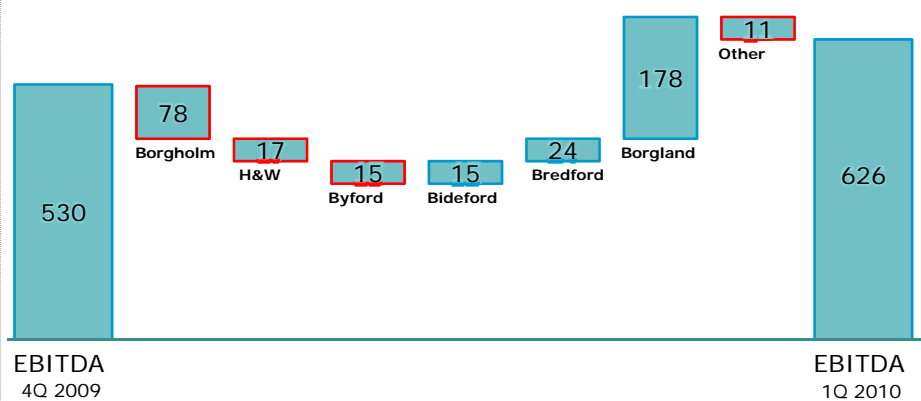 530
78
Borgholm
17
H&W
15
Byford
15
Bideford
24
Bredford
178
Borgland
11
Other
626
EBITDA
4Q 2009
EBITDA
1Q 2010